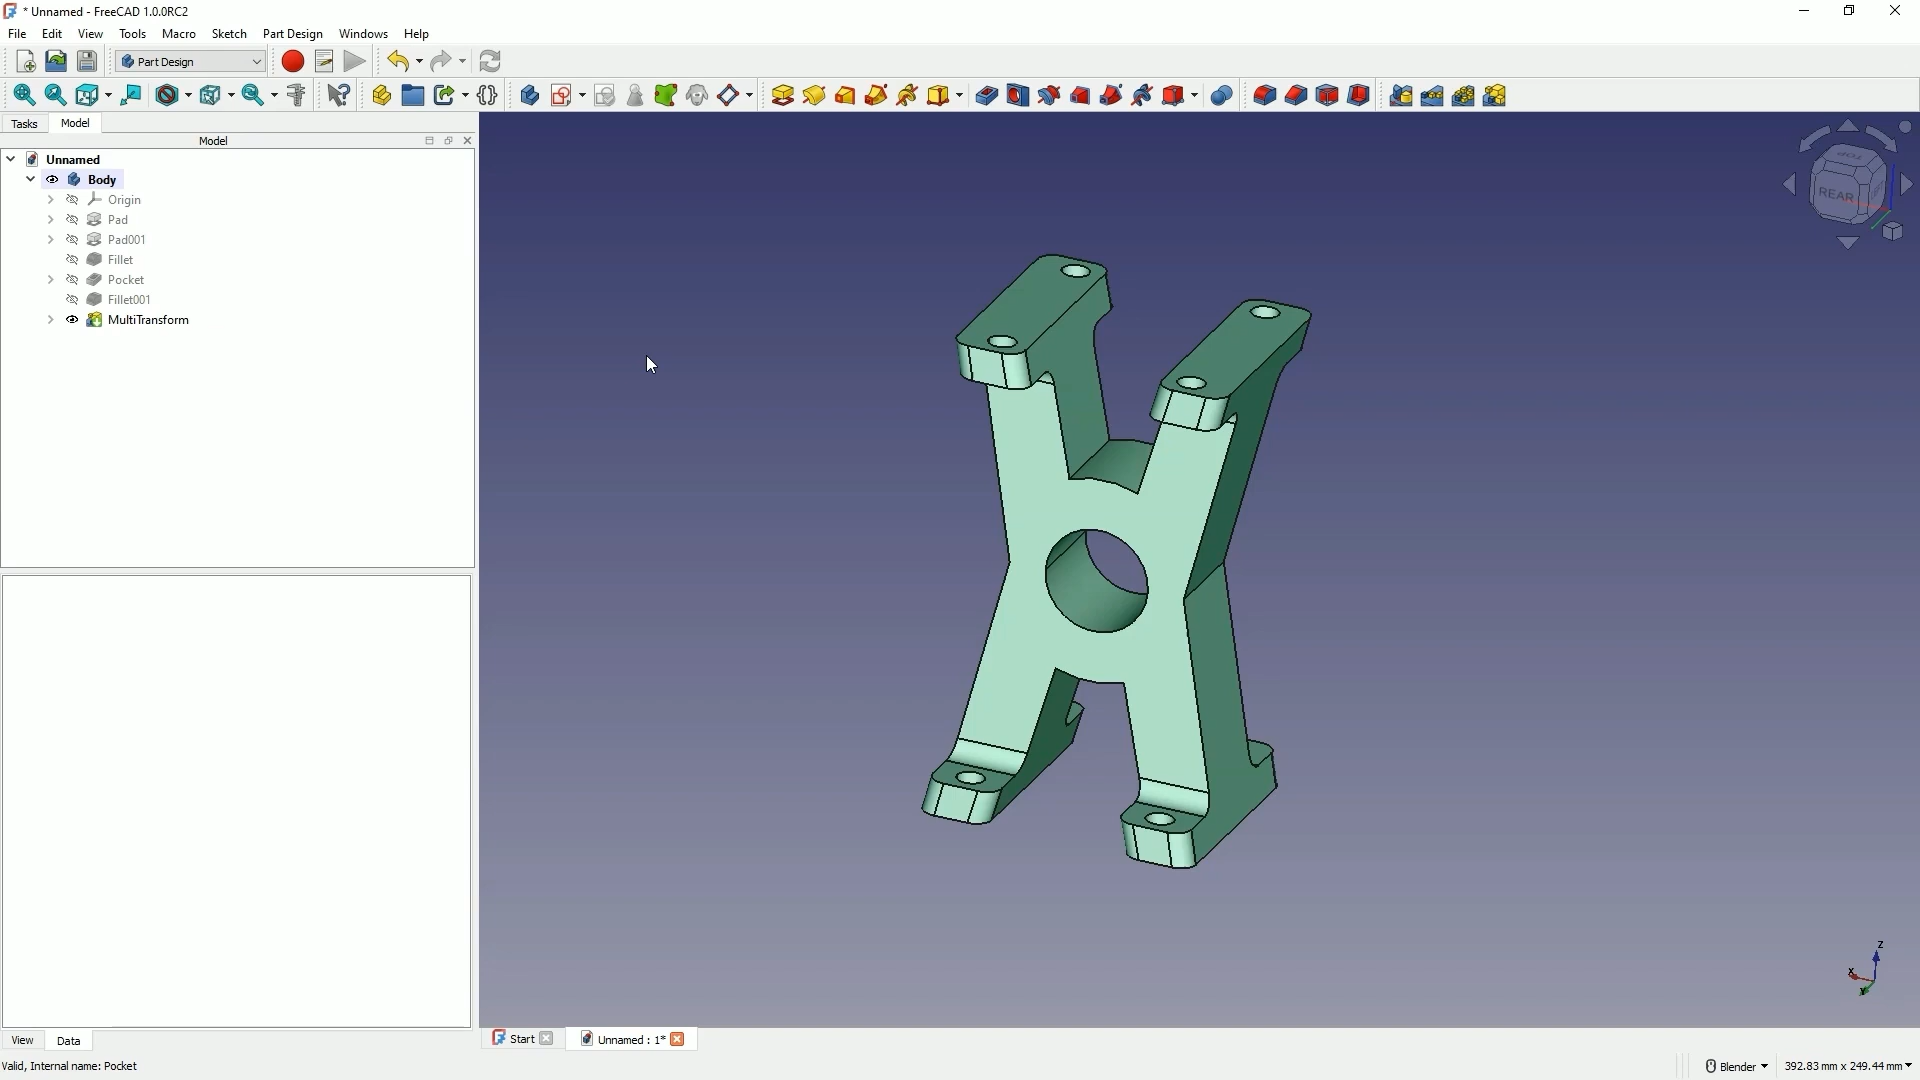 * Unnamed - FreeCAD 1.0.0RC2
File Edit View Tools Macro Sketch Part Design Windows Help
Part Design
Tasks Model
Model
Unnamed
Body
Origin
Pad
Pad001
Fillet
Pocket
Fillet001
MultiTransform
REAR
Z
X
Y
View Data
Start Unnamed : 1*
Valid, Internal name: Pocket
Blender 392.83 mm x 249.44 mm